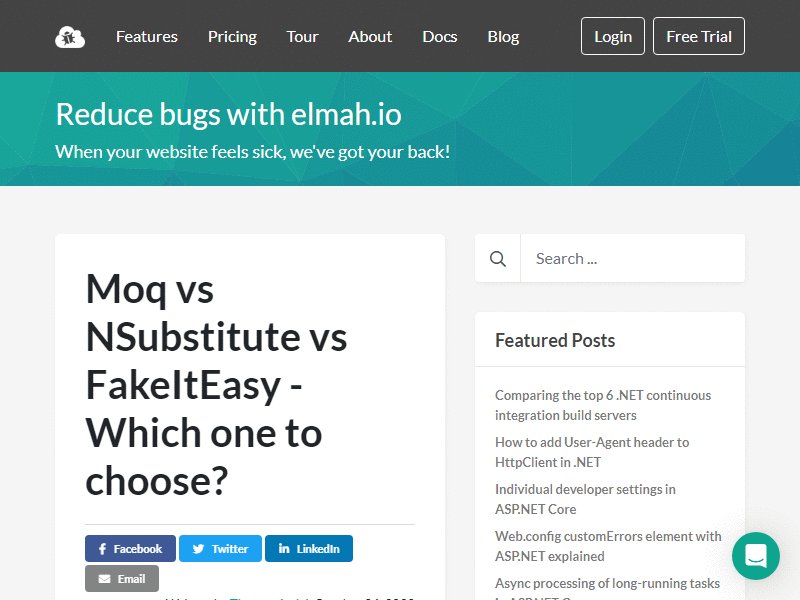 Features Pricing Tour About Docs Blog Login Free Trial
Reduce bugs with elmah.io
When your website feels sick, we've got your back!
Moq vs
NSubstitute vs
FakeItEasy -
Which one to
choose?
Facebook Twitter LinkedIn
Email
Search ...
Featured Posts
Comparing the top 6 .NET continuous
integration build servers
How to add User-Agent header to
HttpClient in .NET
Individual developer settings in
ASP.NET Core
Web.config customErrors element with
ASP.NET explained
Async processing of long-running tasks